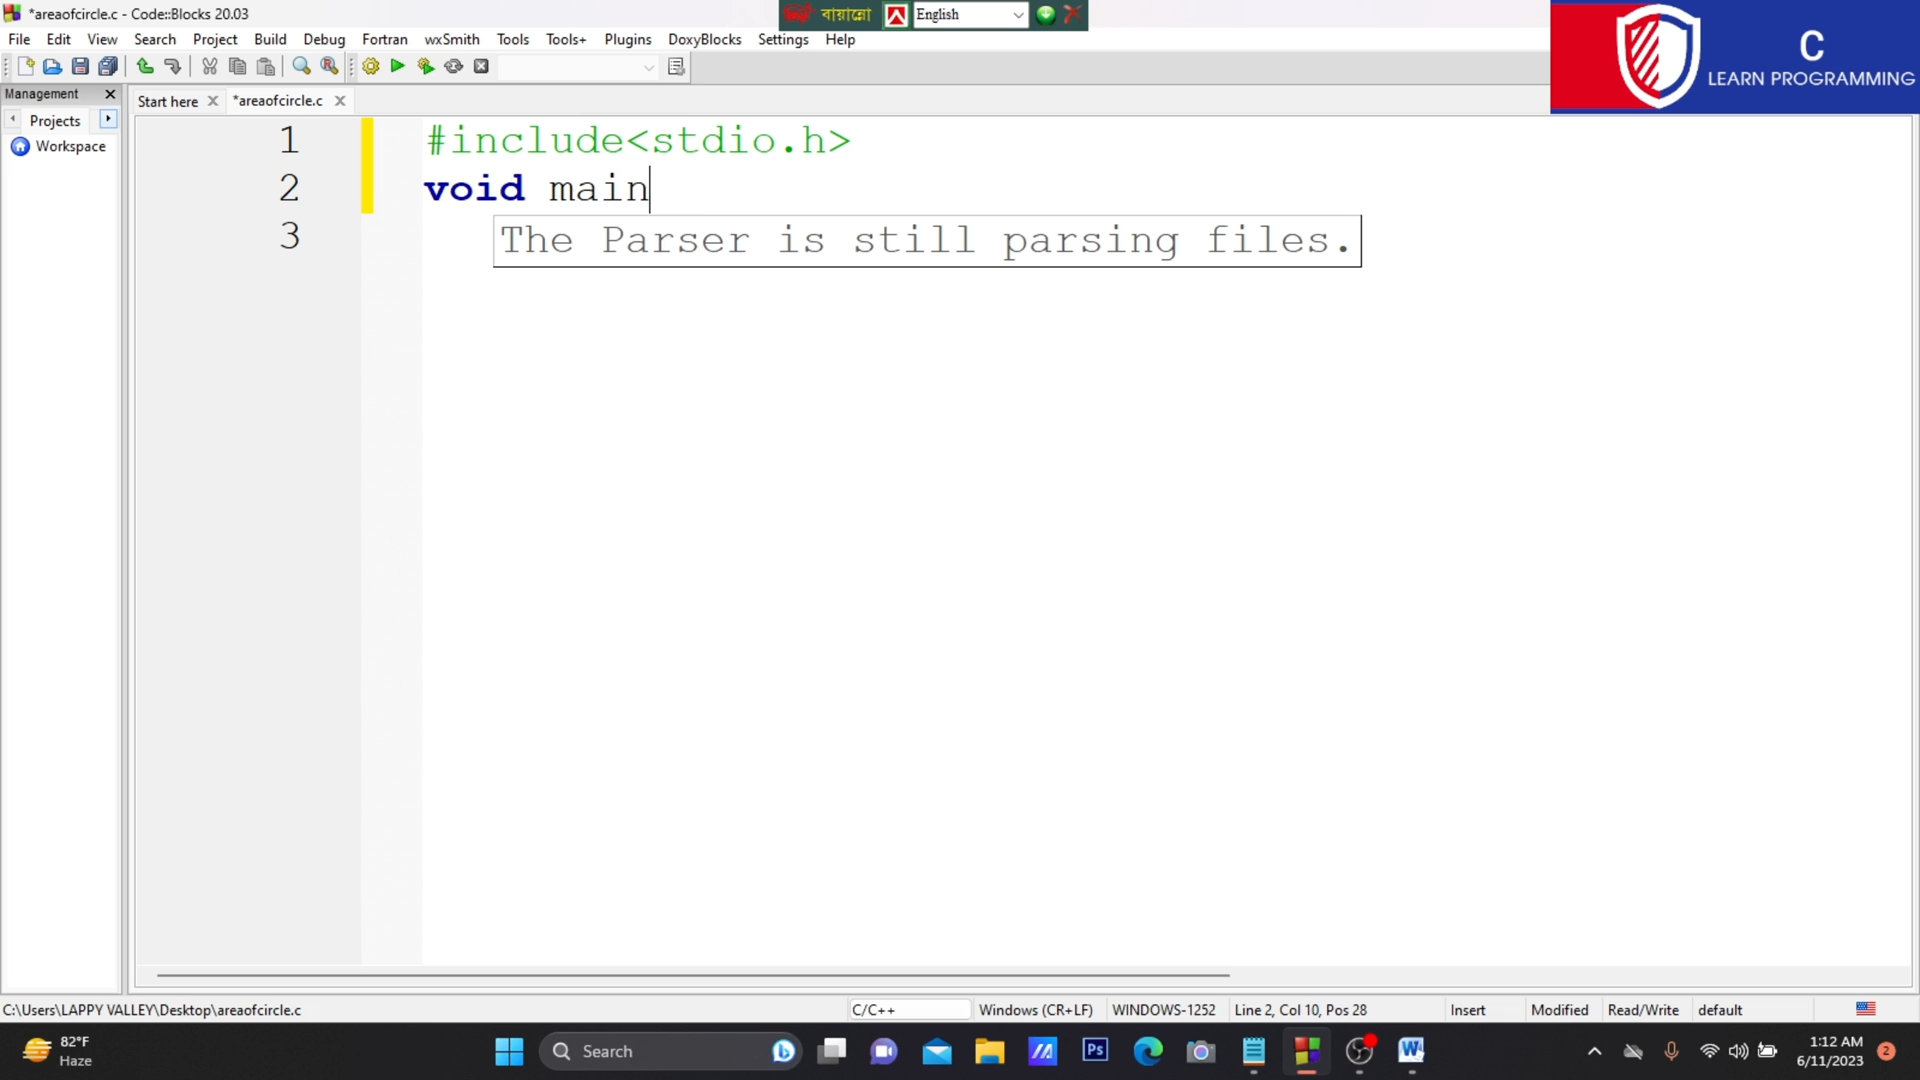 *areaofcircle.c - Code::Blocks 20.03
বায়ান্নো English
File Edit View Search Project Build Debug Fortran wxSmith Tools Tools+ Plugins DoxyBlocks Settings Help
C
LEARN PROGRAMMING
Management
Start here *areaofcircle.c
Projects
Workspace
1 #include<stdio.h>
2 void main
3
The Parser is still parsing files.
C:\Users\LAPPY VALLEY\Desktop\areaofcircle.c C/C++ Windows (CR+LF) WINDOWS-1252 Line 2, Col 10, Pos 28 Insert Modified Read/Write default
82°F
Haze
Search
Ps
W
1:12 AM
6/11/2023
2